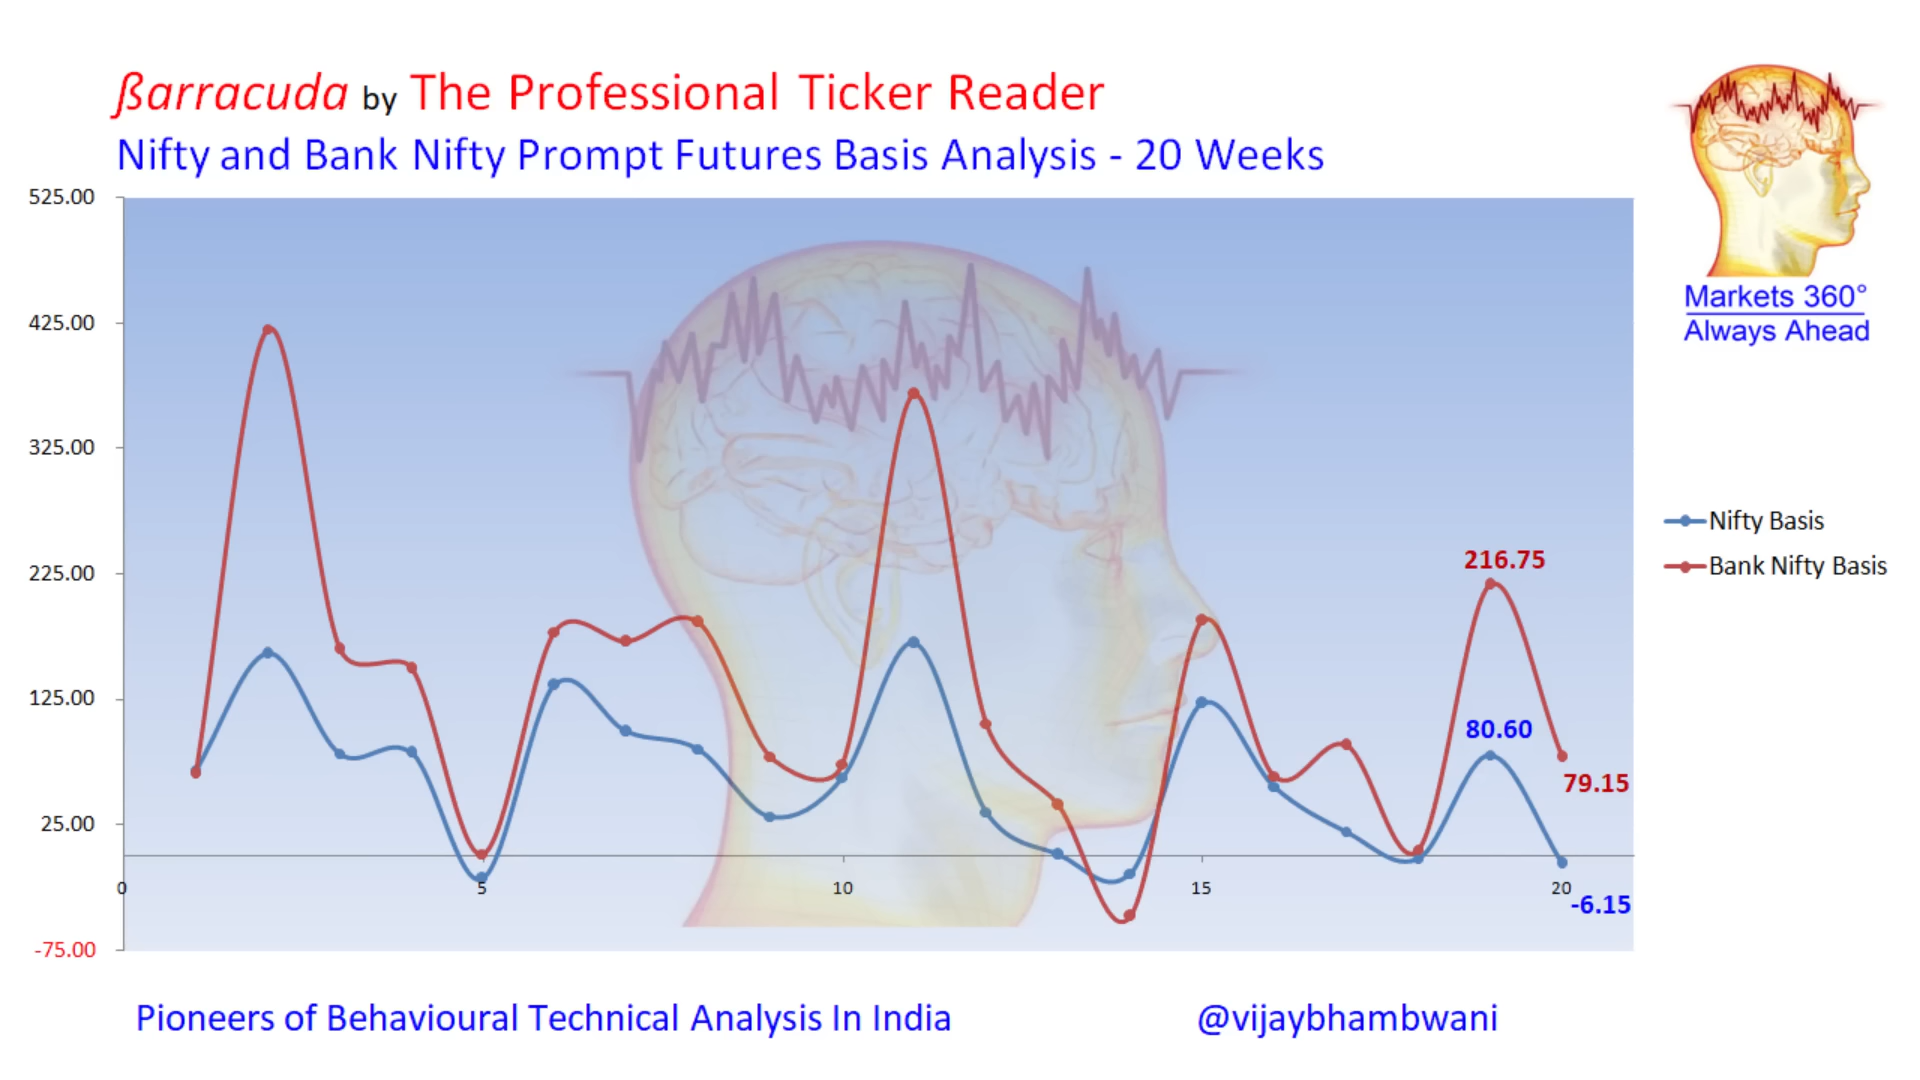 ßarracuda by The Professional Ticker Reader
Nifty and Bank Nifty Prompt Futures Basis Analysis - 20 Weeks
Markets 360°
Always Ahead
525.00
425.00
325.00
225.00
125.00
25.00
-75.00
0
5
10
15
20
216.75
80.60
79.15
-6.15
Nifty Basis
Bank Nifty Basis
Pioneers of Behavioural Technical Analysis In India
@vijaybhambwani